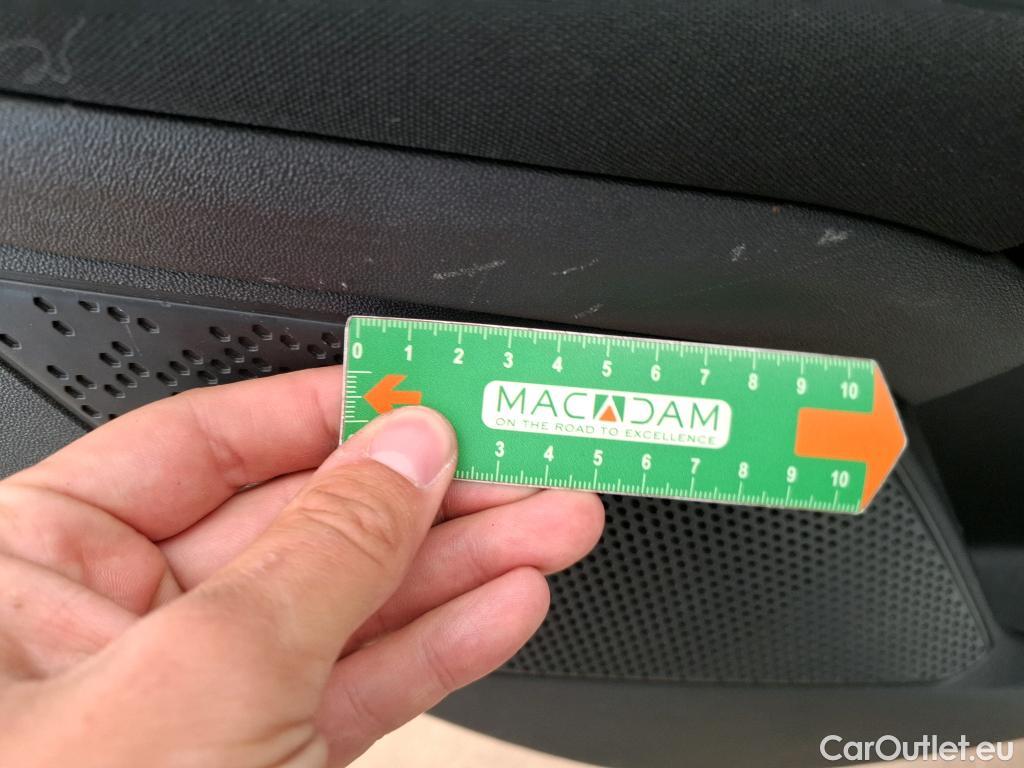 0 1 2 3 4 5 6 7 8 9 10
MACADAM
ON THE ROAD TO EXCELLENCE
3 4 5 6 7 8 9 10
CarOutlet.eu